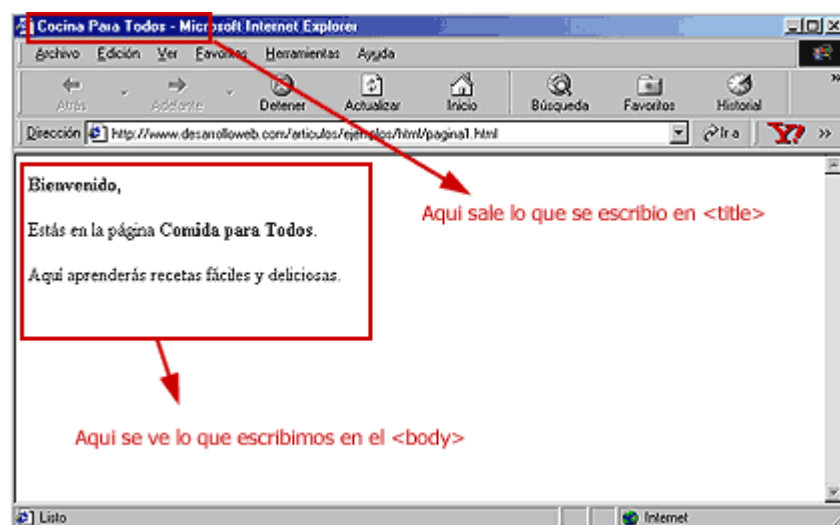 Cocina Para Todos - Microsoft Internet Explorer
Archivo Edición Ver Favoritos Herramientas Ayuda
Atrás Adelante Detener Actualizar Inicio Búsqueda Favoritos Historial »
Dirección http://www.desarrolloweb.com/articulos/ejemplos/html/pagina1.html Ir a Y! »
Bienvenido,
Estás en la página Comida para Todos.
Aquí aprenderás recetas fáciles y deliciosas.
Aqui sale lo que se escribio en <title>
Aqui se ve lo que escribimos en el <body>
Listo Internet